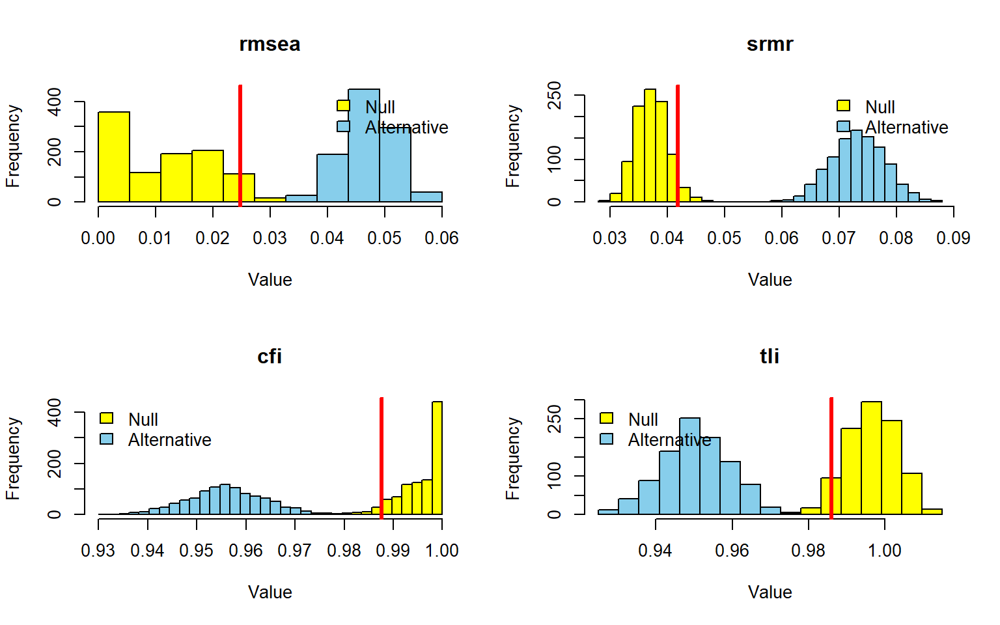 rmsea
Frequency
0 200 400
Null
Alternative
0.00 0.01 0.02 0.03 0.04 0.05 0.06
Value
srmr
Frequency
0 100 250
Null
Alternative
0.03 0.04 0.05 0.06 0.07 0.08 0.09
Value
cfi
Frequency
0 200 400
Null
Alternative
0.93 0.94 0.95 0.96 0.97 0.98 0.99 1.00
Value
tli
Frequency
0 100 250
Null
Alternative
0.94 0.96 0.98 1.00
Value